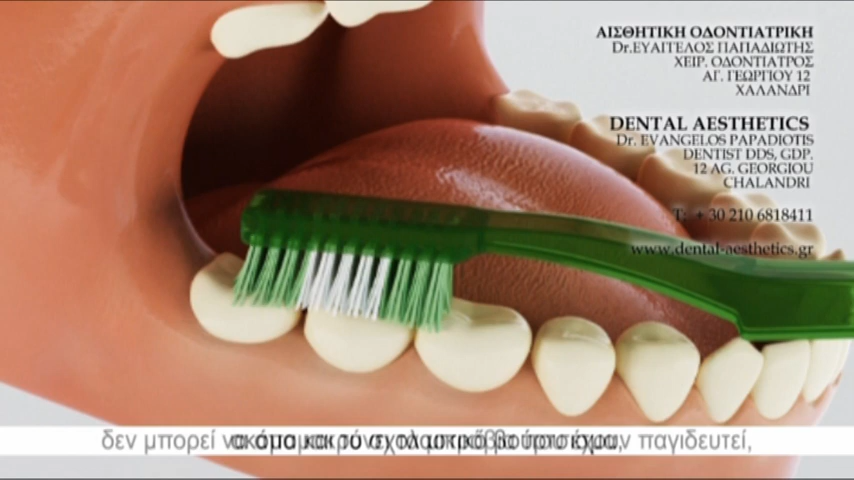 ΑΙΣΘΗΤΙΚΗ ΟΔΟΝΤΙΑΤΡΙΚΗ
Dr.ΕΥΑΓΓΕΛΟΣ ΠΑΠΑΔΙΩΤΗΣ
ΧΕΙΡ. ΟΔΟΝΤΙΑΤΡΟΣ
ΑΓ. ΓΕΩΡΓΙΟΥ 12
ΧΑΛΑΝΔΡΙ
DENTAL AESTHETICS
Dr. EVANGELOS PAPADIOTIS
DENTIST DDS, GDP.
12 AG. GEORGIOU
CHALANDRI
T: + 30 210 6818411
www.dental-aesthetics.gr
δεν μπορεί παγιδευτεί,